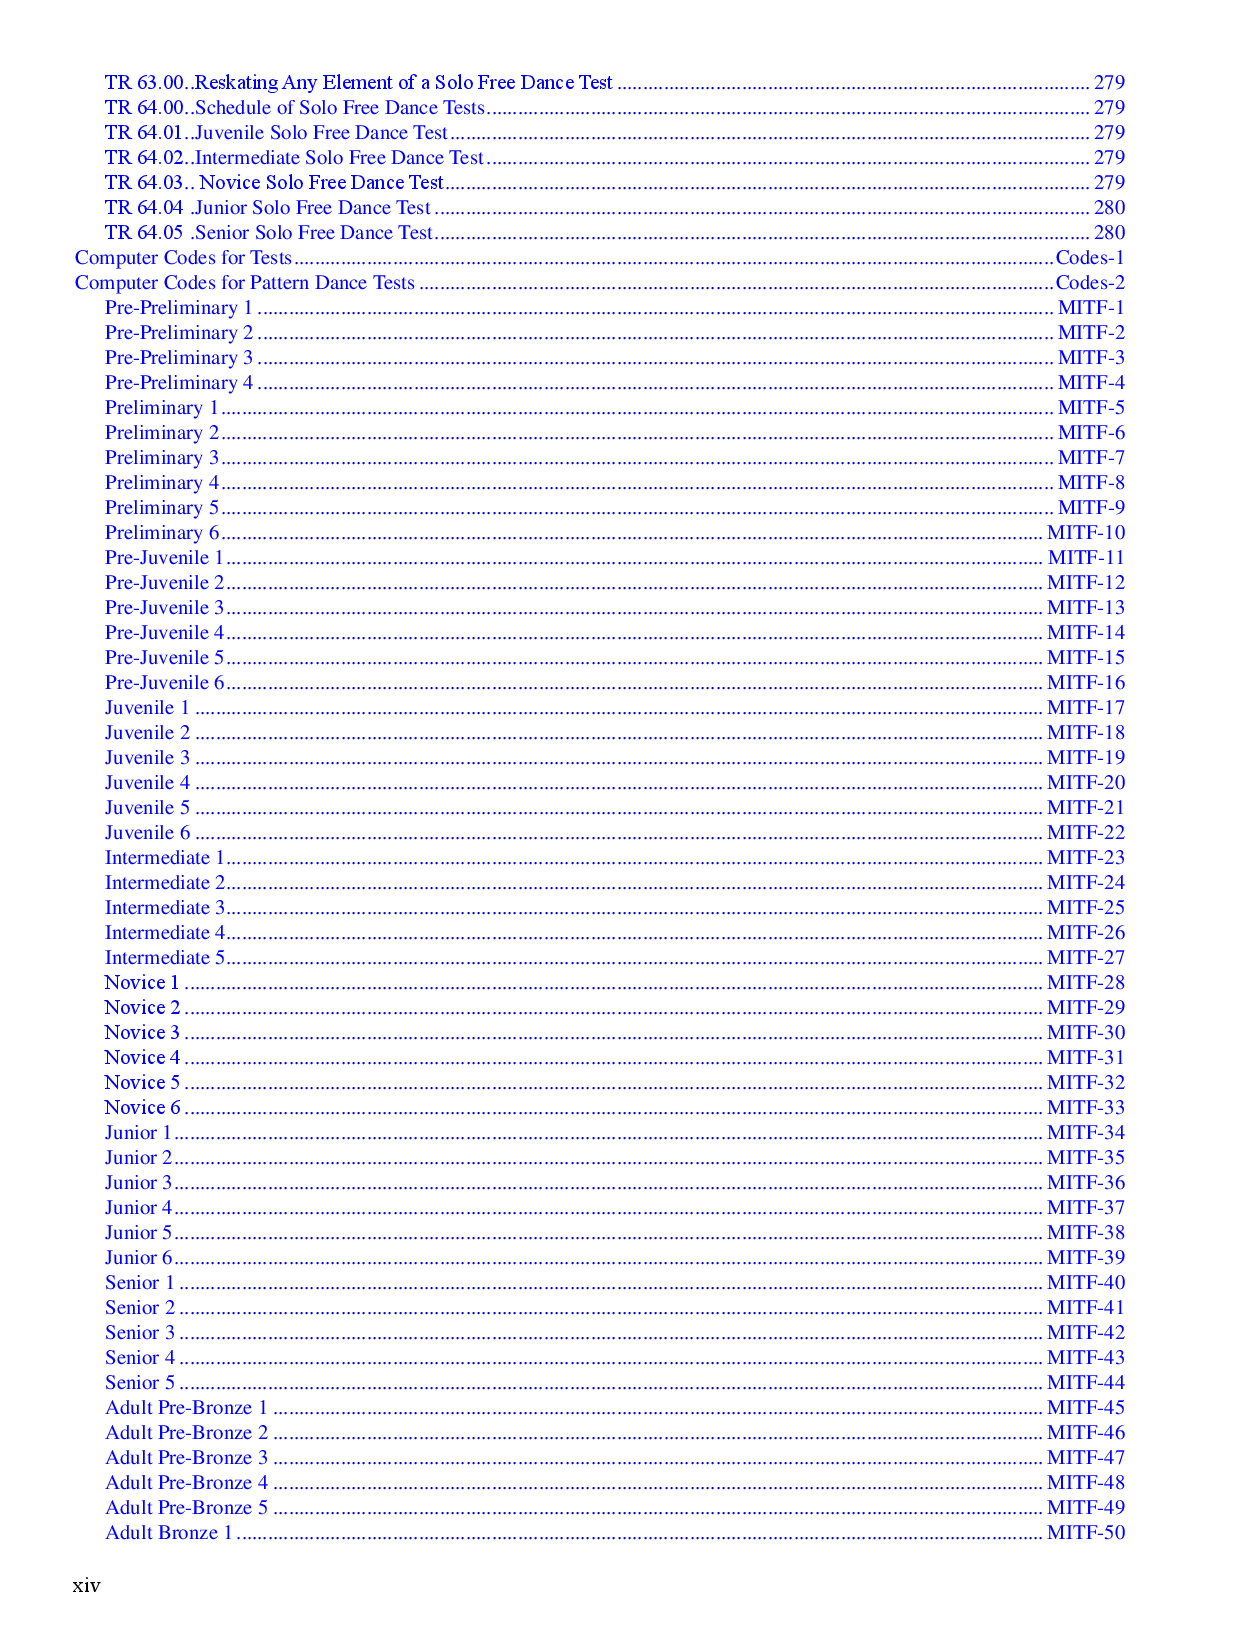 TR 63.00..Reskating Any Element of a Solo Free Dance Test ........ 279
TR 64.00..Schedule of Solo Free Dance Tests........ 279
TR 64.01..Juvenile Solo Free Dance Test........ 279
TR 64.02..Intermediate Solo Free Dance Test........ 279
TR 64.03.. Novice Solo Free Dance Test........ 279
TR 64.04 .Junior Solo Free Dance Test........ 280
TR 64.05 .Senior Solo Free Dance Test........ 280
Computer Codes for Tests........Codes-1
Computer Codes for Pattern Dance Tests ........Codes-2
Pre-Preliminary 1 ........ MITF-1
Pre-Preliminary 2 ........ MITF-2
Pre-Preliminary 3 ........ MITF-3
Pre-Preliminary 4 ........ MITF-4
Preliminary 1........ MITF-5
Preliminary 2........ MITF-6
Preliminary 3........ MITF-7
Preliminary 4........ MITF-8
Preliminary 5........ MITF-9
Preliminary 6........ MITF-10
Pre-Juvenile 1........ MITF-11
Pre-Juvenile 2........ MITF-12
Pre-Juvenile 3........ MITF-13
Pre-Juvenile 4........ MITF-14
Pre-Juvenile 5........ MITF-15
Pre-Juvenile 6........ MITF-16
Juvenile 1 ........ MITF-17
Juvenile 2 ........ MITF-18
Juvenile 3 ........ MITF-19
Juvenile 4 ........ MITF-20
Juvenile 5 ........ MITF-21
Juvenile 6 ........ MITF-22
Intermediate 1........ MITF-23
Intermediate 2........ MITF-24
Intermediate 3........ MITF-25
Intermediate 4........ MITF-26
Intermediate 5........ MITF-27
Novice 1 ........ MITF-28
Novice 2 ........ MITF-29
Novice 3 ........ MITF-30
Novice 4 ........ MITF-31
Novice 5 ........ MITF-32
Novice 6 ........ MITF-33
Junior 1........ MITF-34
Junior 2........ MITF-35
Junior 3........ MITF-36
Junior 4........ MITF-37
Junior 5........ MITF-38
Junior 6........ MITF-39
Senior 1 ........ MITF-40
Senior 2 ........ MITF-41
Senior 3 ........ MITF-42
Senior 4 ........ MITF-43
Senior 5 ........ MITF-44
Adult Pre-Bronze 1 ........ MITF-45
Adult Pre-Bronze 2 ........ MITF-46
Adult Pre-Bronze 3 ........ MITF-47
Adult Pre-Bronze 4 ........ MITF-48
Adult Pre-Bronze 5 ........ MITF-49
Adult Bronze 1 ........ MITF-50
xiv